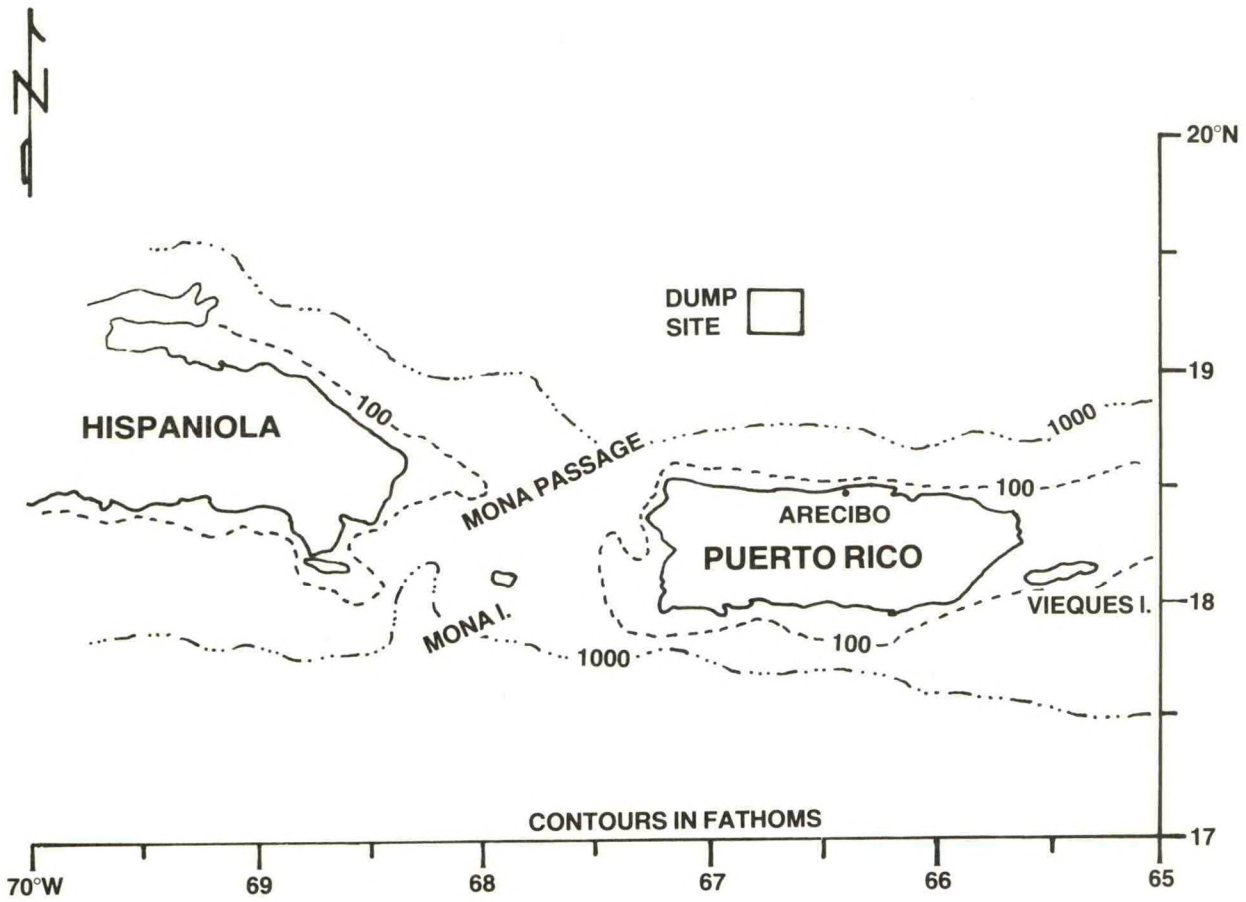 N
20°N
DUMP
SITE
19
HISPANIOLA
100
1000
MONA PASSAGE
100
ARECIBO
PUERTO RICO
18
VIEQUES I.
MONA I.
100
1000
CONTOURS IN FATHOMS
17
70°W
69
68
67
66
65